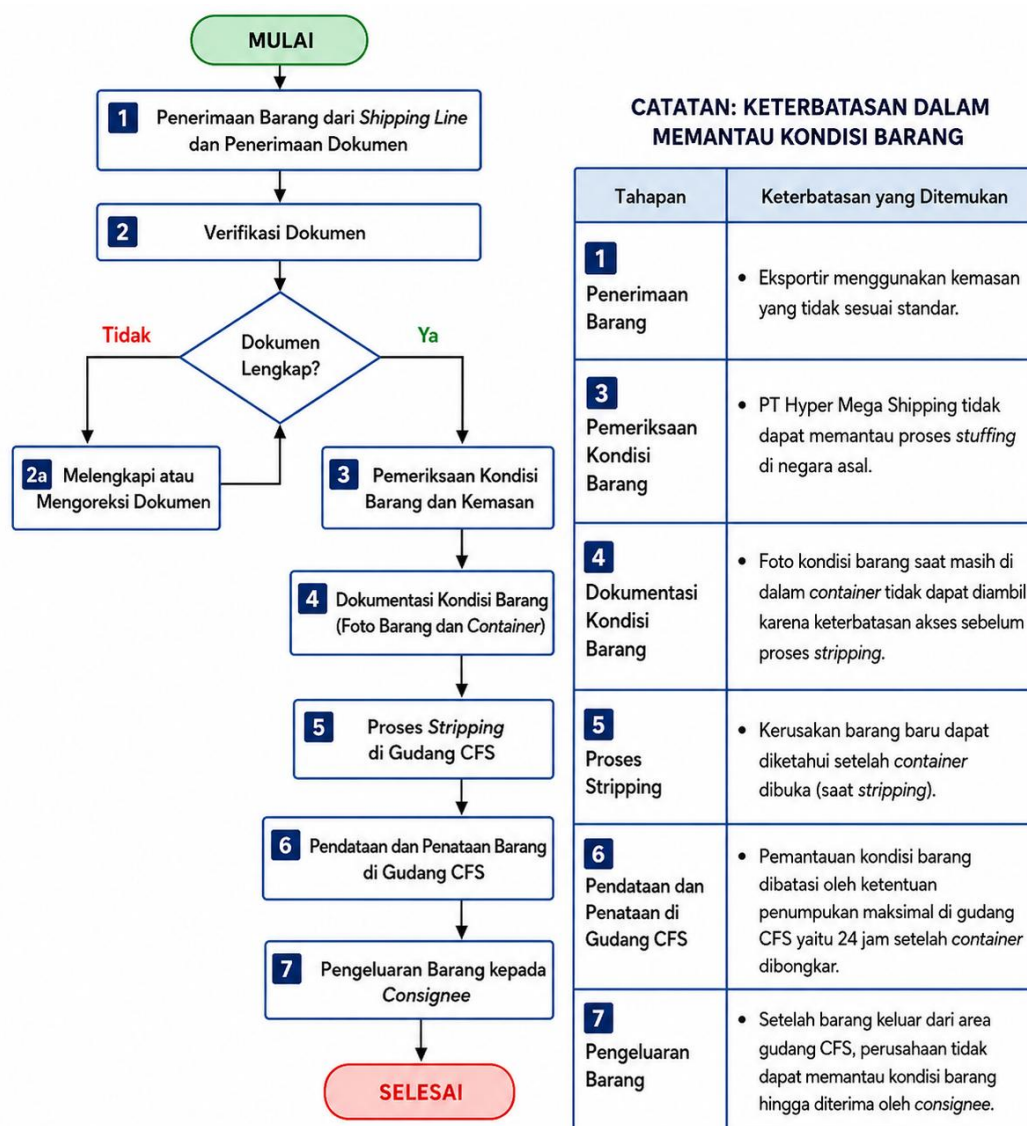 MULAI
1
Penerimaan Barang dari Shipping Line
dan Penerimaan Dokumen
2
Verifikasi Dokumen
Dokumen
Lengkap?
Tidak
Ya
2a
Melengkapi atau
Mengoreksi Dokumen
3
Pemeriksaan Kondisi
Barang dan Kemasan
4
Dokumentasi Kondisi Barang
(Foto Barang dan Container)
5
Proses Stripping
di Gudang CFS
6
Pendataan dan Penataan Barang
di Gudang CFS
7
Pengeluaran Barang kepada
Consignee
SELESAI
CATATAN: KETERBATASAN DALAM
MEMANTAU KONDISI BARANG
Tahapan
Keterbatasan yang Ditemukan
1
Penerimaan
Barang
• Eksportir menggunakan kemasan
yang tidak sesuai standar.
3
Pemeriksaan
Kondisi
Barang
• PT Hyper Mega Shipping tidak
dapat memantau proses stuffing
di negara asal.
4
Dokumentasi
Kondisi
Barang
• Foto kondisi barang saat masih di
dalam container tidak dapat diambil
karena keterbatasan akses sebelum
proses stripping.
5
Proses
Stripping
• Kerusakan barang baru dapat
diketahui setelah container
dibuka (saat stripping).
6
Pendataan dan
Penataan di
Gudang CFS
• Pemantauan kondisi barang
dibatasi oleh ketentuan
penumpukan maksimal di gudang
CFS yaitu 24 jam setelah container
dibongkar.
7
Pengeluaran
Barang
• Setelah barang keluar dari area
gudang CFS, perusahaan tidak
dapat memantau kondisi barang
hingga diterima oleh consignee.